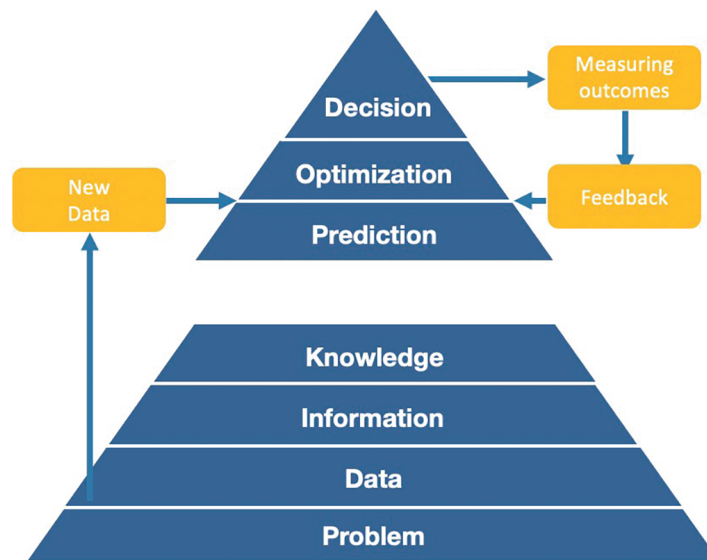 Decision
Measuring
outcomes
Optimization
New
Data
Feedback
Prediction
Knowledge
Information
Data
Problem